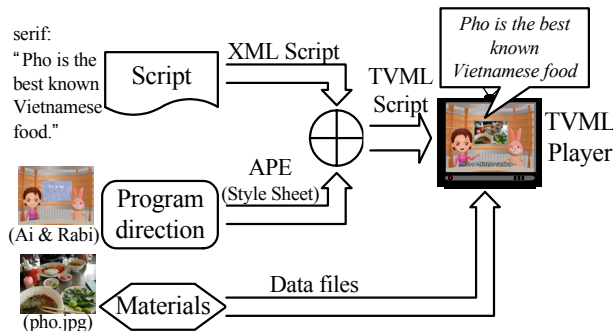 serif:
“Pho is the
best known
Vietnamese
food.”
Script
XML Script
TVML
Script
Pho is the best
known
Vietnamese food
TVML
Player
APE
(Style Sheet)
Program
direction
(Ai & Rabi)
Materials
Data files
(pho.jpg)